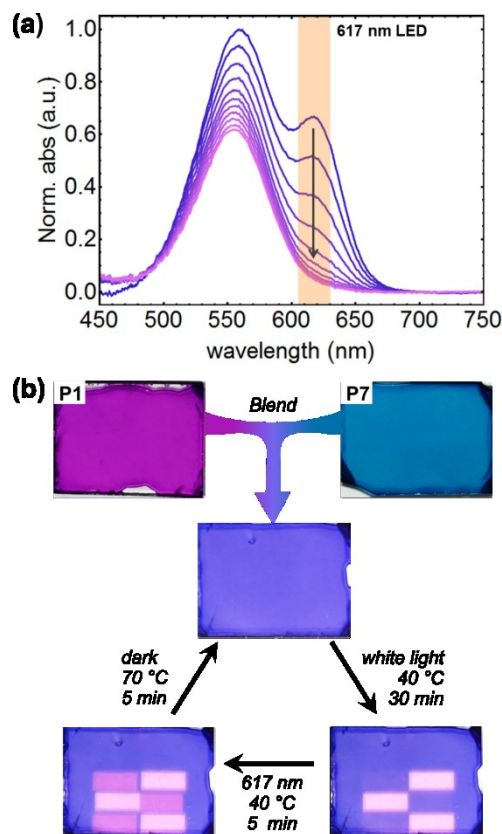 (a)
617 nm LED
Norm. abs (a.u.)
1.0
0.8
0.6
0.4
0.2
0.0
450 500 550 600 650 700 750
wavelength (nm)
(b)
P1
Blend
P7
dark
70 °C
5 min
white light
40 °C
30 min
617 nm
40 °C
5 min